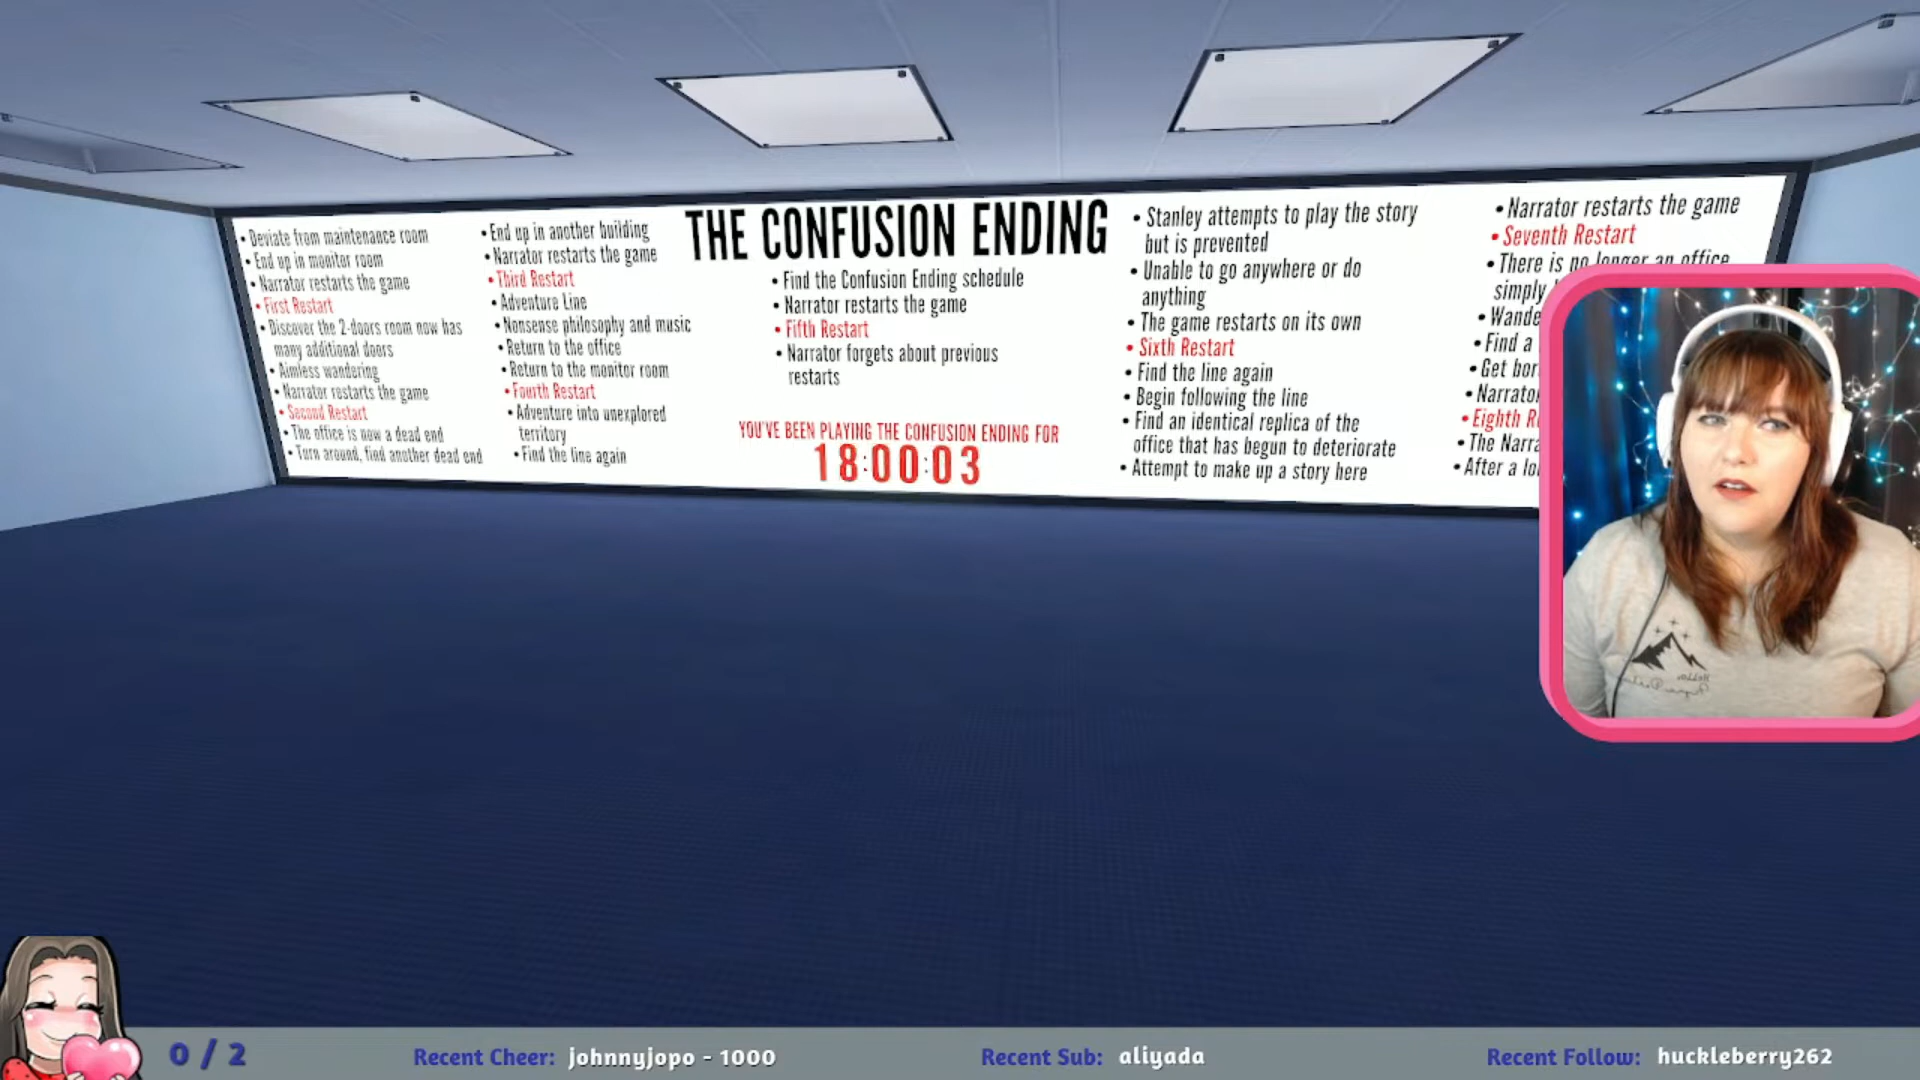 • Deviate from maintenance room
• End up in monitor room
• Narrator restarts the game
• First Restart
• Discover the 2-doors room now has
many additional doors
• Aimless wandering
• Narrator restarts the game
• Second Restart
• The office is now a dead end
• Turn around, find another dead end
• End up in another building
• Narrator restarts the game
• Third Restart
• Adventure Line
• Nonsense philosophy and music
• Return to the office
• Return to the monitor room
• Fourth Restart
• Adventure into unexplored
territory
• Find the line again
THE CONFUSION ENDING
• Find the Confusion Ending schedule
• Narrator restarts the game
• Fifth Restart
• Narrator forgets about previous
restarts
YOU'VE BEEN PLAYING THE CONFUSION ENDING FOR
18:00:03
• Stanley attempts to play the story
but is prevented
• Unable to go anywhere or do
anything
• The game restarts on its own
• Sixth Restart
• Find the line again
• Begin following the line
• Find an identical replica of the
office that has begun to deteriorate
• Attempt to make up a story here
• Narrator restarts the game
• Seventh Restart
• There is no longer an office
simply
• Find a
• Get
• Eighth
• The
• After a
0 / 2
Recent Cheer: johnnyjopo - 1000
Recent Sub: aliyada
Recent Follow: huckleberry262